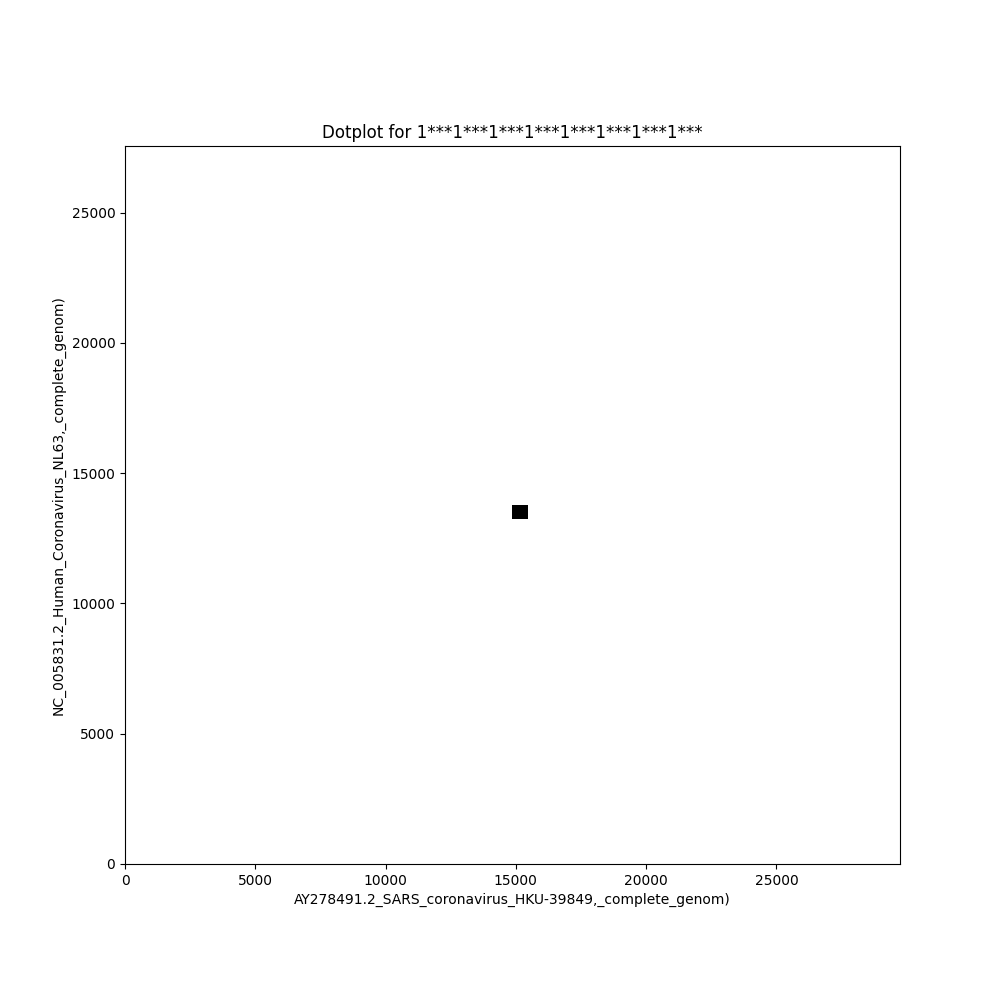 Dotplot for 1***1***1***1***1***1***1***1***
NC_005831.2_Human_Coronavirus_NL63,_complete_genom)
25000
20000
15000
10000
5000
0
0 5000 10000 15000 20000 25000
AY278491.2_SARS_coronavirus_HKU-39849,_complete_genom)